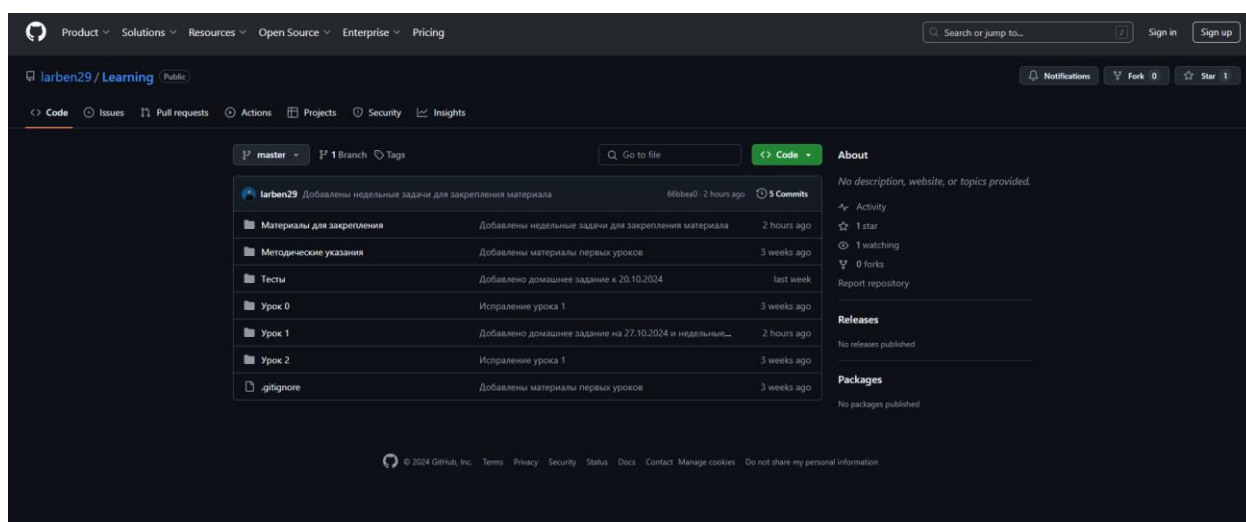 Product Solutions Resources Open Source Enterprise Pricing Search or jump to... / Sign in Sign up
larben29 / Learning Public Notifications Fork 0 Star 1
Code Issues Pull requests Actions Projects Security Insights
master 1 Branch Tags Go to file Code About
No description, website, or topics provided.
larben29 Добавлены недельные задачи для закрепления материала 66bbea0 · 2 hours ago 5 Commits
Activity
Материалы для закрепления Добавлены недельные задачи для закрепления материала 2 hours ago
1 star
1 watching
Методические указания Добавлены материалы первых уроков 3 weeks ago
0 forks
Тесты Добавлено домашнее задание к 20.10.2024 last week
Report repository
Урок 0 Испраление урока 1 3 weeks ago
Releases
Урок 1 Добавлено домашнее задание на 27.10.2024 и недельные... 2 hours ago
No releases published
Урок 2 Испраление урока 1 3 weeks ago
Packages
.gitignore Добавлены материалы первых уроков 3 weeks ago
No packages published
© 2024 GitHub, Inc. Terms Privacy Security Status Docs Contact Manage cookies Do not share my personal information